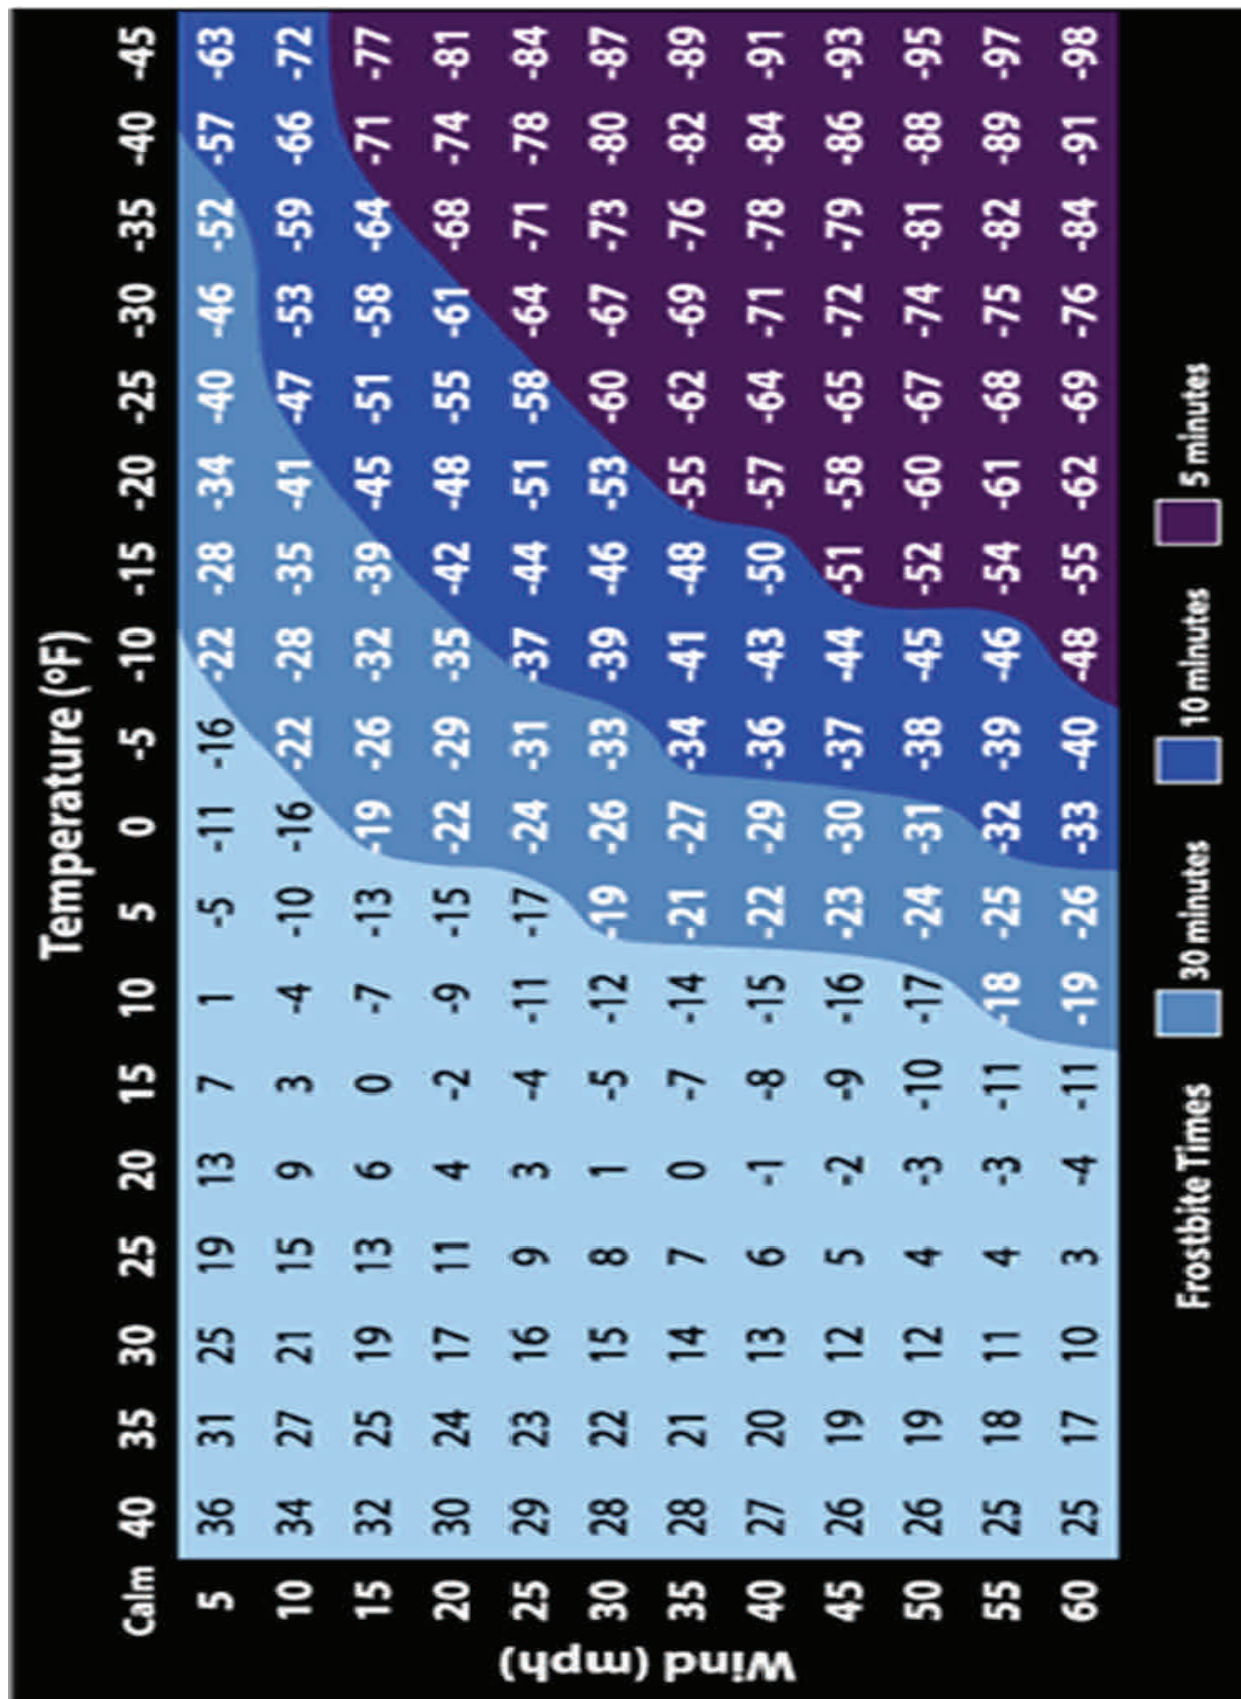 Temperature (ºF)
Calm 40 35 30 25 20 15 10 5 0 -5 -10 -15 -20 -25 -30 -35 -40 -45
Wind (mph)
5 36 31 25 19 13 7 1 -5 -11 -16 -22 -28 -34 -40 -46 -52 -57 -63
10 34 27 21 15 9 3 -4 -10 -16 -22 -28 -35 -41 -47 -53 -59 -66 -72
15 32 25 19 13 6 0 -7 -13 -19 -26 -32 -39 -45 -51 -58 -64 -71 -77
20 30 24 17 11 4 -2 -9 -15 -22 -29 -35 -42 -48 -55 -61 -68 -74 -81
25 29 23 16 9 3 -4 -11 -17 -24 -31 -37 -44 -51 -58 -64 -71 -78 -84
30 28 22 15 8 1 -5 -12 -19 -26 -33 -39 -46 -53 -60 -67 -73 -80 -87
35 28 21 14 7 0 -7 -14 -21 -27 -34 -41 -48 -55 -62 -69 -76 -82 -89
40 27 20 13 6 -1 -8 -15 -22 -29 -36 -43 -50 -57 -64 -71 -78 -84 -91
45 26 19 12 5 -2 -9 -16 -23 -30 -37 -44 -51 -58 -65 -72 -79 -86 -93
50 26 19 12 4 -3 -10 -17 -24 -31 -38 -45 -52 -60 -67 -74 -81 -88 -95
55 25 18 11 4 -3 -11 -18 -25 -32 -39 -46 -54 -61 -68 -75 -82 -89 -97
60 25 17 10 3 -4 -11 -19 -26 -33 -40 -48 -55 -62 -69 -76 -84 -91 -98
Frostbite Times 30 minutes 10 minutes 5 minutes